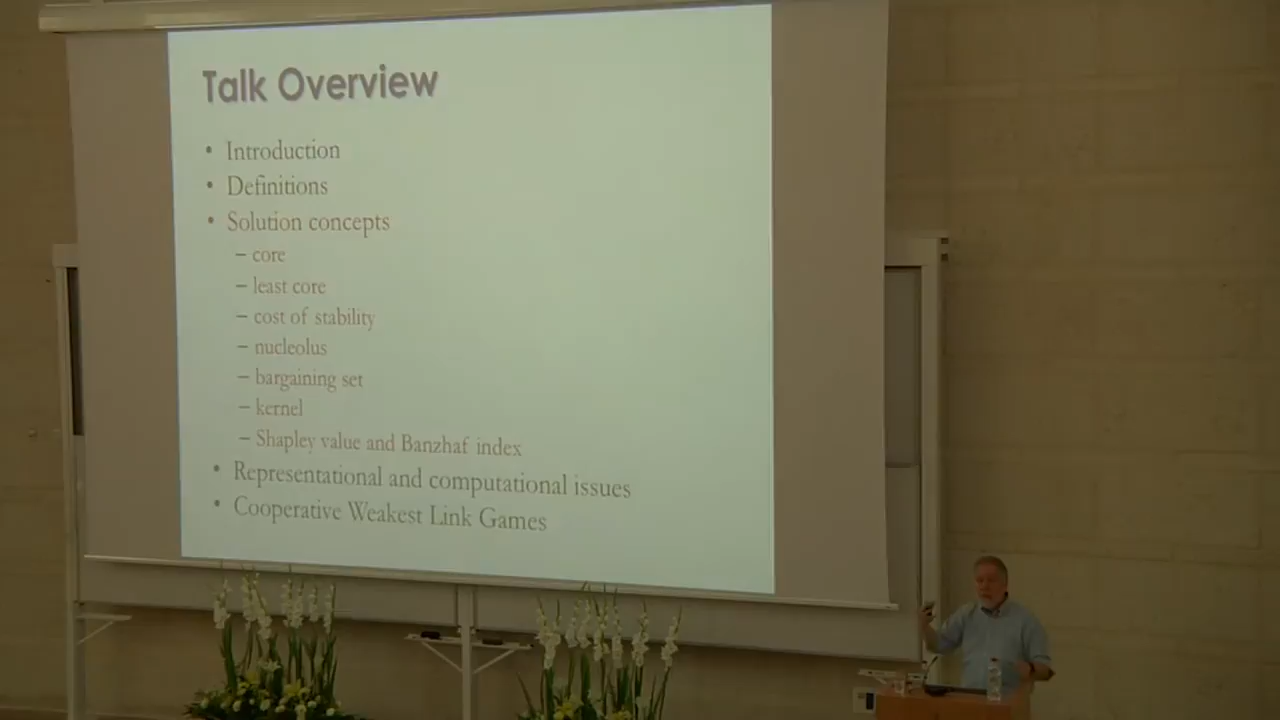 Talk Overview
• Introduction
• Definitions
• Solution concepts
– core
– least core
– cost of stability
– nucleolus
– bargaining set
– kernel
– Shapley value and Banzhaf index
• Representational and computational issues
• Cooperative Weakest Link Games